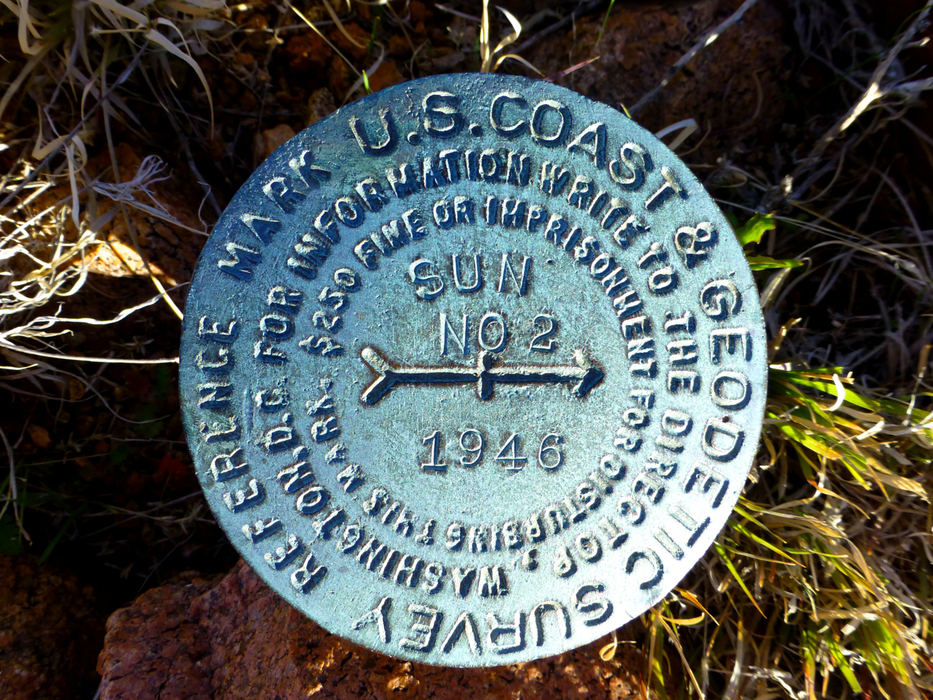 U.S. COAST & GEODETIC SURVEY
REFERENCE MARK
FOR INFORMATION WRITE TO THE DIRECTOR, WASHINGTON, D.C.
$250 FINE OR IMPRISONMENT FOR DISTURBING THIS MARK.
SUN
NO 2
1946